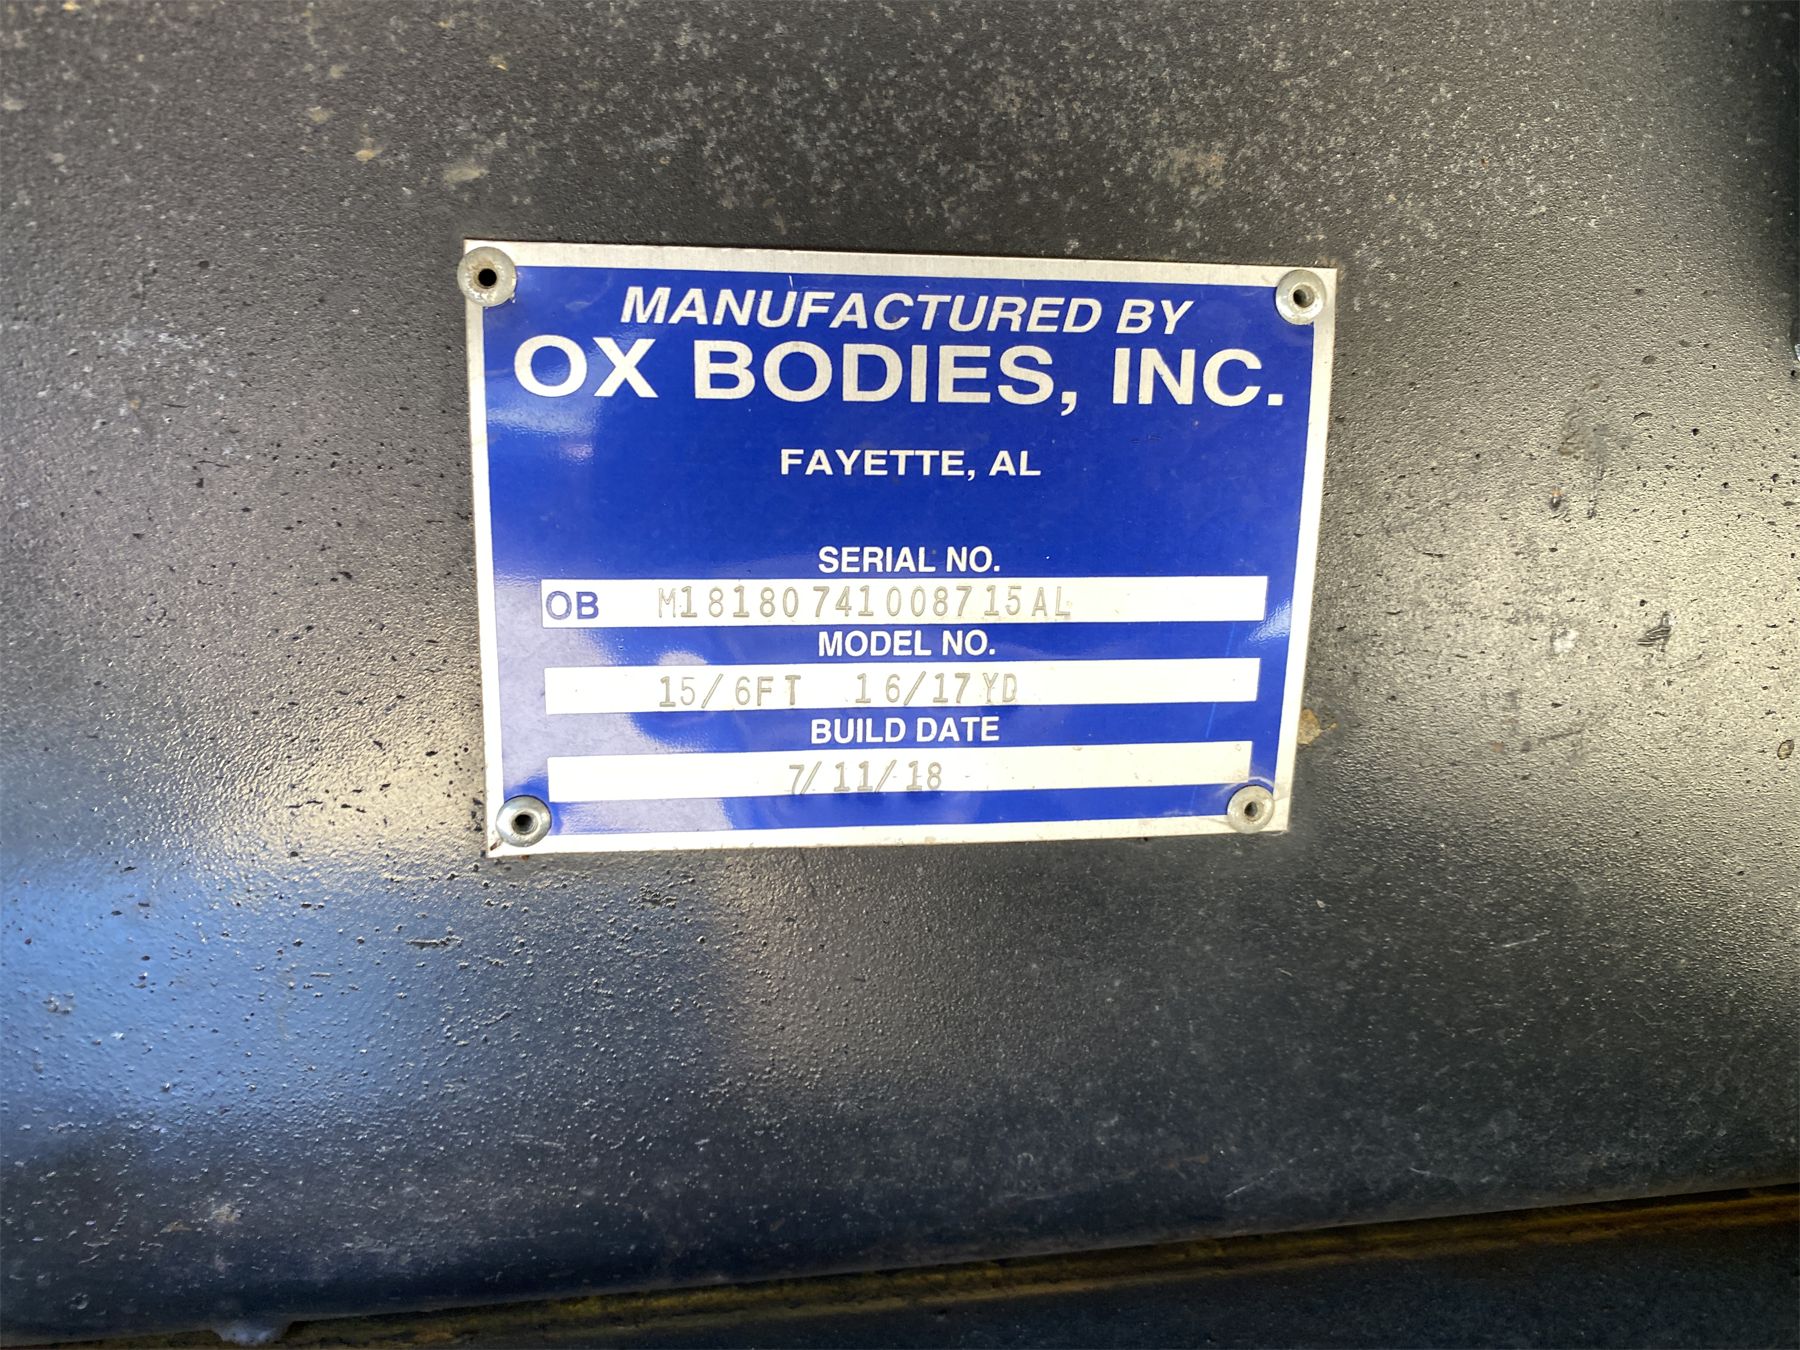 MANUFACTURED BY
OX BODIES, INC.
FAYETTE, AL
SERIAL NO.
OB M18180741008715AL
MODEL NO.
15/6FT 16/17YD
BUILD DATE
7/11/18